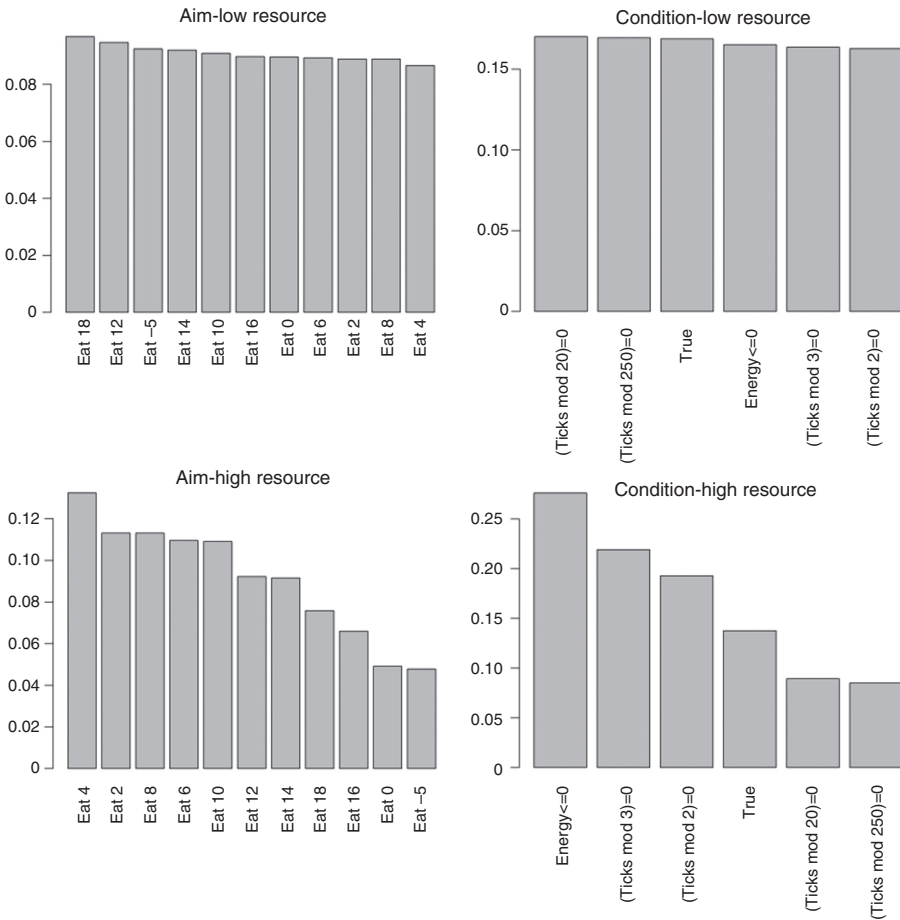 Aim-low resource
0.08
0.06
0.04
0.02
0
Eat 18
Eat 12
Eat –5
Eat 14
Eat 10
Eat 16
Eat 0
Eat 6
Eat 2
Eat 8
Eat 4
Condition-low resource
0.15
0.10
0.05
0
(Ticks mod 20)=0
(Ticks mod 250)=0
True
Energy<=0
(Ticks mod 3)=0
(Ticks mod 2)=0
Aim-high resource
0.12
0.10
0.08
0.06
0.04
0.02
0
Eat 4
Eat 2
Eat 8
Eat 6
Eat 10
Eat 12
Eat 14
Eat 18
Eat 16
Eat 0
Eat –5
Condition-high resource
0.25
0.20
0.15
0.10
0.05
0
Energy<=0
(Ticks mod 3)=0
(Ticks mod 2)=0
True
(Ticks mod 20)=0
(Ticks mod 250)=0